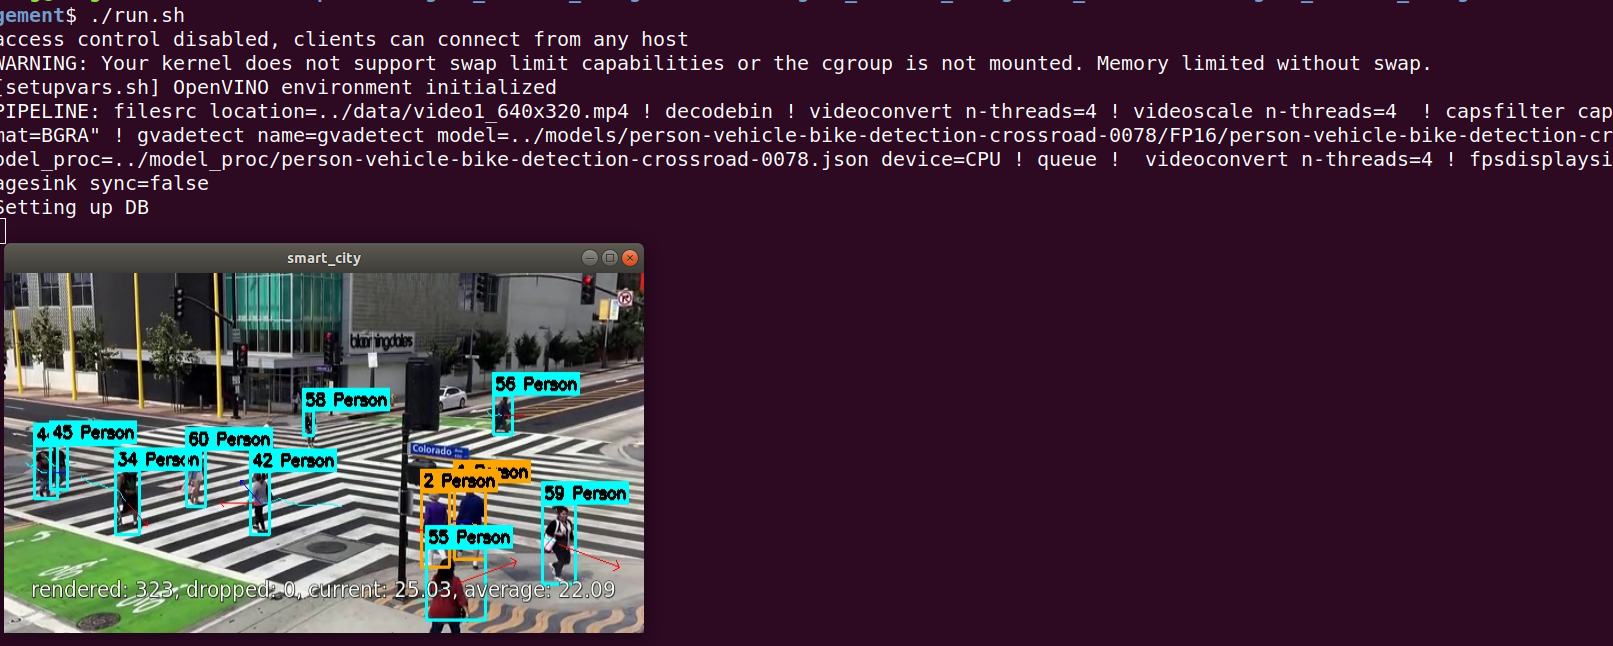 gement$ ./run.sh
access control disabled, clients can connect from any host
WARNING: Your kernel does not support swap limit capabilities or the cgroup is not mounted. Memory limited without swap.
[setupvars.sh] OpenVINO environment initialized
PIPELINE: filesrc location=../data/video1_640x320.mp4 ! decodebin ! videoconvert n-threads=4 ! videoscale n-threads=4  ! capsfilter cap
mat=BGRA" ! gvadetect name=gvadetect model=../models/person-vehicle-bike-detection-crossroad-0078/FP16/person-vehicle-bike-detection-cr
odel_proc=../model_proc/person-vehicle-bike-detection-crossroad-0078.json device=CPU ! queue !  videoconvert n-threads=4 ! fpsdisplaysi
agesink sync=false
Setting up DB
smart_city
bloomingdales
56 Person
58 Person
45 Person
60 Person
34 Person
42 Person
Colorado Ave
Person
2 Person
59 Person
55 Person
rendered: 323, dropped: 0, current: 25.03, average: 22.09